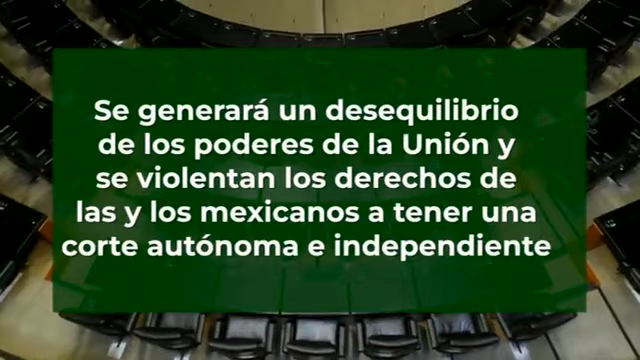 Se generará un desequilibrio
de los poderes de la Unión y
se violentan los derechos de
las y los mexicanos a tener una
corte autónoma e independiente